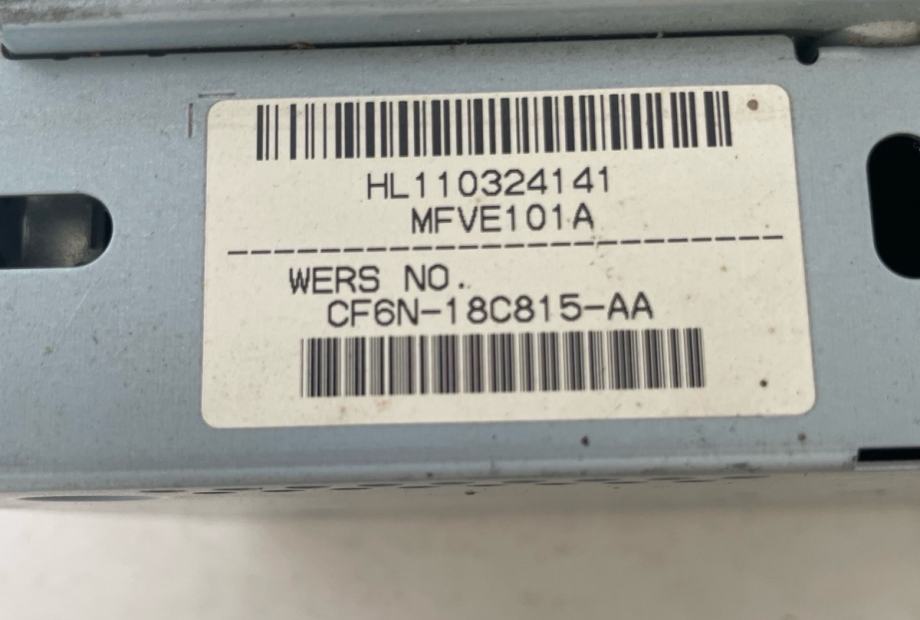 HL110324141
MFVE101A
WERS NO.
CF6N-18C815-AA